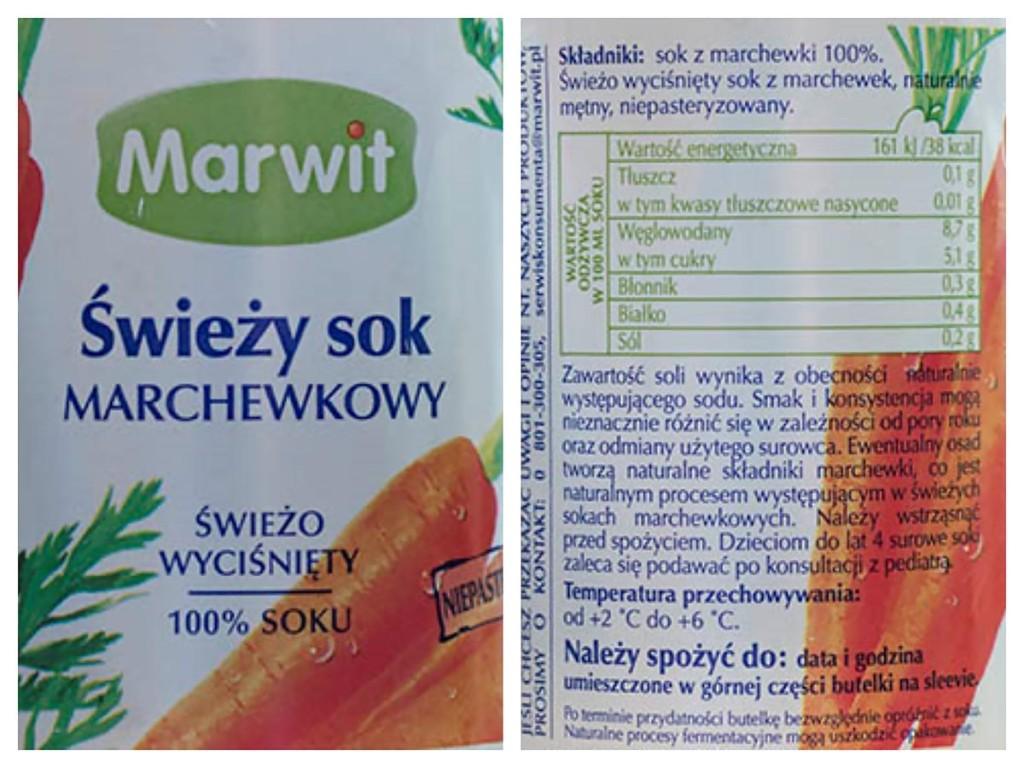 Marwit
Świeży sok
MARCHEWKOWY
ŚWIEŻO
WYCIŚNIĘTY
100% SOKU
NIEPAST
JEŚLI CHCESZ PRZEKAZAĆ UWAGI I OPINIE NT. NASZYCH PRODUKTÓW,
PROSIMY O KONTAKT: 0 801-300-305, serwiskonsumenta@marwit.pl
Składniki: sok z marchewki 100%.
Świeżo wyciśnięty sok z marchewek, naturalnie
mętny, niepasteryzowany.
WARTOŚĆ
ODŻYWCZA
W 100 ML SOKU
Wartość energetyczna 161 kJ/38 kcal
Tłuszcz 0,1 g
w tym kwasy tłuszczowe nasycone 0.01 g
Węglowodany 8,7 g
w tym cukry 5,1 g
Błonnik 0,3 g
Białko 0,4 g
Sól 0,2 g
Zawartość soli wynika z obecności naturalnie
występującego sodu. Smak i konsystencja mogą
nieznacznie różnić się w zależności od pory roku
oraz odmiany użytego surowca. Ewentualny osad
tworzą naturalne składniki marchewki, co jest
naturalnym procesem występującym w świeżych
sokach marchewkowych. Należy wstrząsnąć
przed spożyciem. Dzieciom do lat 4 surowe soki
zaleca się podawać po konsultacji z pediatrą.
Temperatura przechowywania:
od +2 °C do +6 °C.
Należy spożyć do: data i godzina
umieszczone w górnej części butelki na sleevie.
Po terminie przydatności butelkę bezwzględnie opróżnić z soku.
Naturalne procesy fermentacyjne mogą uszkodzić opakowanie.